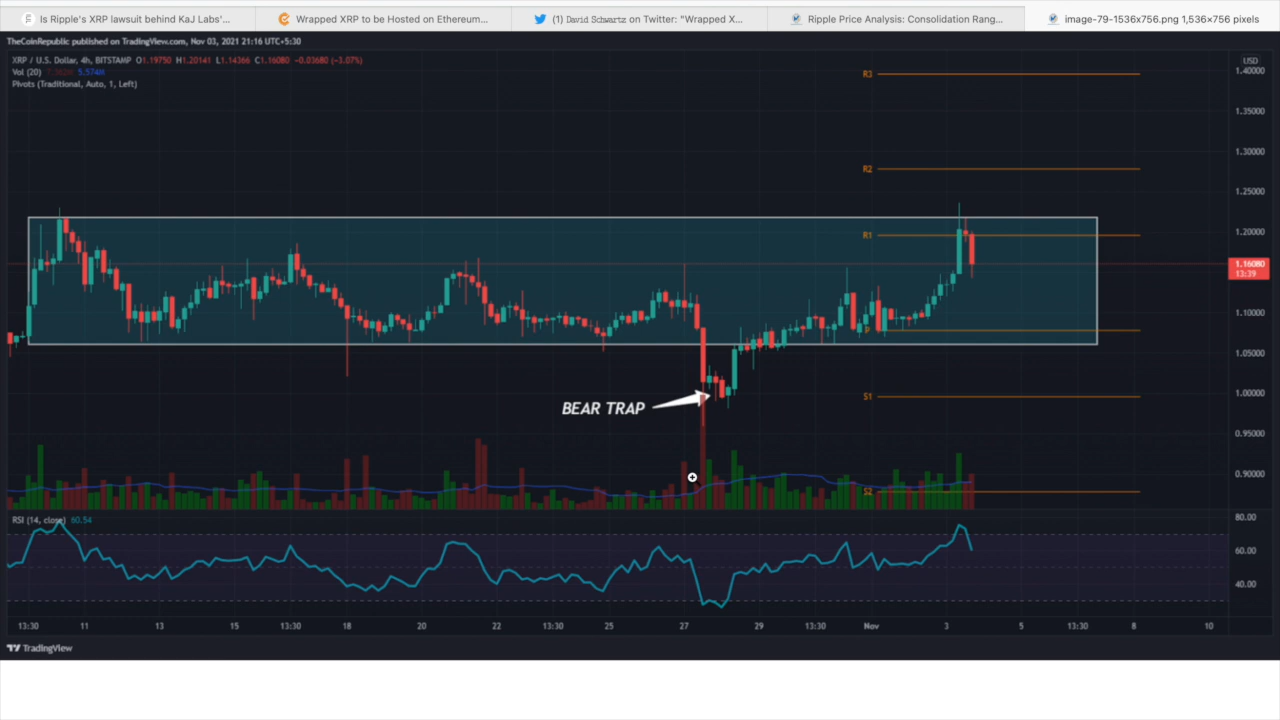 Is Ripple's XRP lawsuit behind KaJ Labs'...
Wrapped XRP to be Hosted on Ethereum...
(1) David Schwartz on Twitter: "Wrapped X...
Ripple Price Analysis: Consolidation Rang...
image-79-1536x756.png 1,536×756 pixels
TheCoinRepublic published on TradingView.com, Nov 03, 2021 21:16 UTC+5:30
XRP / U.S. Dollar, 4h, BITSTAMP O1.19750 H1.20141 L1.14366 C1.16080 −0.03680 (−3.07%)
Vol (20) 5.574M
Pivots (Traditional, Auto, 1, Left)
USD
R3
1.40000
1.35000
1.30000
R2
1.25000
R1
1.20000
1.16080
13:39
1.10000
P
1.05000
1.00000
S1
BEAR TRAP
0.95000
0.90000
S2
RSI (14, close) 60.54
80.00
60.00
40.00
13:30 11 13 15 13:30 18 20 22 13:30 25 27 29 13:30 Nov 3 5 13:30 8 10
TradingView